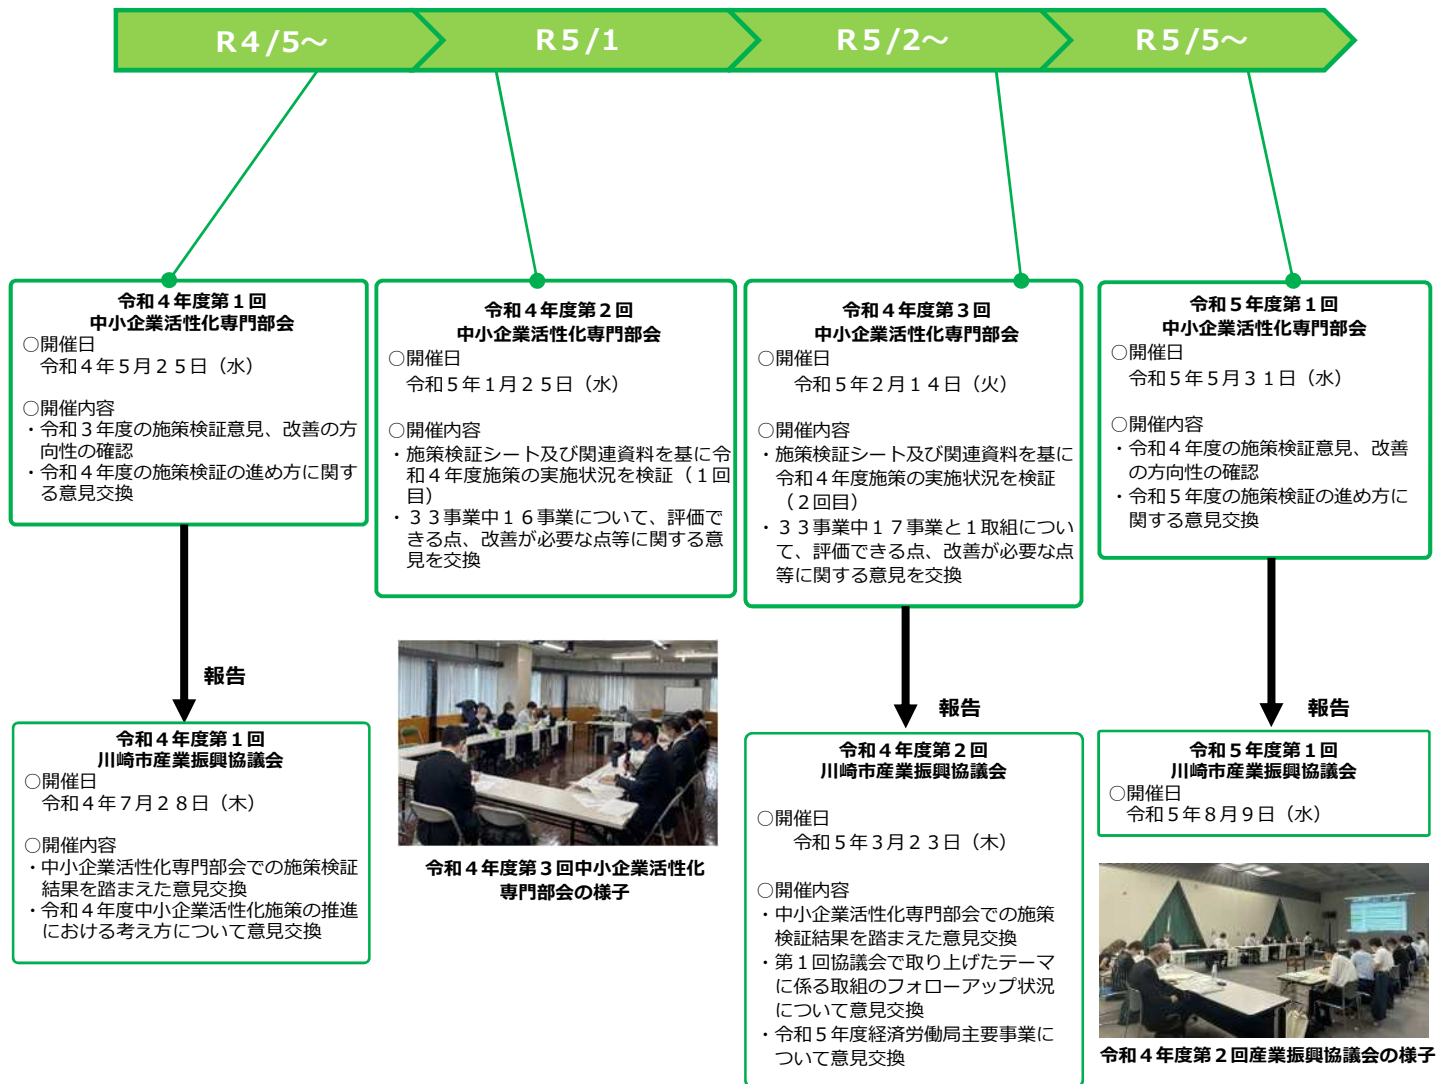 R４/5～
R５/1
R５/2～
R５/5～
令和４年度第１回
中小企業活性化専門部会
○開催日
令和４年５月２５日（水）
○開催内容
・令和３年度の施策検証意見、改善の方
向性の確認
・令和４年度の施策検証の進め方に関す
る意見交換
報告
令和４年度第１回
川崎市産業振興協議会
○開催日
令和４年７月２８日（木）
○開催内容
・中小企業活性化専門部会での施策検証
結果を踏まえた意見交換
・令和４年度中小企業活性化施策の推進
における考え方について意見交換
令和４年度第２回
中小企業活性化専門部会
○開催日
令和５年１月２５日（水）
○開催内容
・施策検証シート及び関連資料を基に令
和４年度施策の実施状況を検証（１回
目）
・３３事業中１６事業について、評価で
きる点、改善が必要な点等に関する意
見を交換
令和４年度第３回中小企業活性化
専門部会の様子
令和４年度第３回
中小企業活性化専門部会
○開催日
令和５年２月１４日（火）
○開催内容
・施策検証シート及び関連資料を基に
令和４年度施策の実施状況を検証
（２回目）
・３３事業中１７事業と１取組につい
て、評価できる点、改善が必要な点
等に関する意見を交換
報告
令和４年度第２回
川崎市産業振興協議会
○開催日
令和５年３月２３日（木）
○開催内容
・中小企業活性化専門部会での施策
検証結果を踏まえた意見交換
・第１回協議会で取り上げたテーマ
に係る取組のフォローアップ状況
について意見交換
・令和５年度経済労働局主要事業に
ついて意見交換
令和５年度第１回
中小企業活性化専門部会
○開催日
令和５年５月３１日（水）
○開催内容
・令和４年度の施策検証意見、改善
の方向性の確認
・令和５年度の施策検証の進め方に
関する意見交換
報告
令和５年度第１回
川崎市産業振興協議会
○開催日
令和５年８月９日（水）
令和４年度第２回産業振興協議会の様子